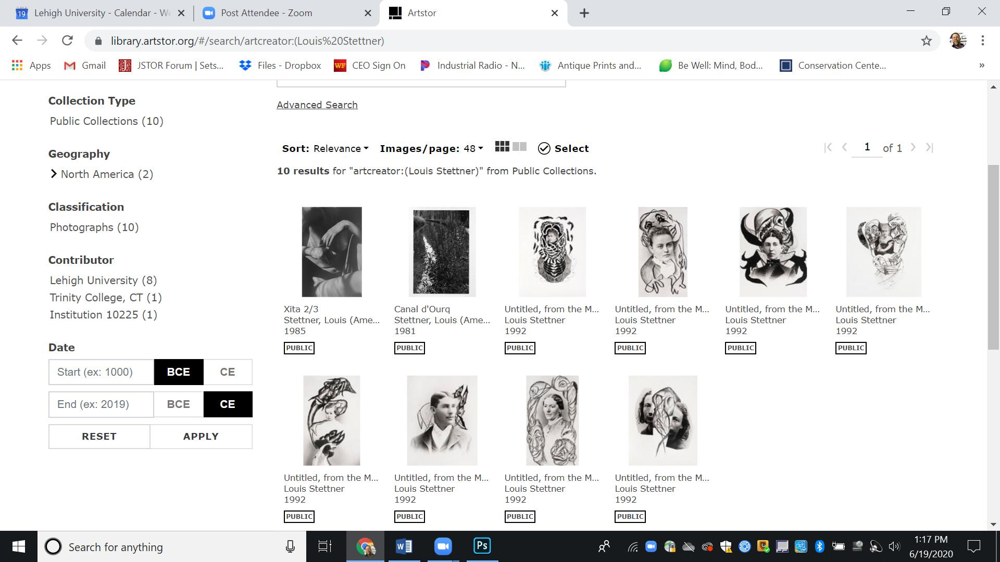 19 Lehigh University - Calendar - We
Post Attendee - Zoom
Artstor
library.artstor.org/#/search/artcreator:(Louis%20Stettner)
Apps
Gmail
JSTOR Forum | Sets...
Files - Dropbox
WF CEO Sign On
Industrial Radio - N...
Antique Prints and...
Be Well: Mind, Bod...
Conservation Cente...
»
Collection Type
Public Collections (10)
Geography
North America (2)
Classification
Photographs (10)
Contributor
Lehigh University (8)
Trinity College, CT (1)
Institution 10225 (1)
Date
Start (ex: 1000) BCE CE
End (ex: 2019) BCE CE
RESET APPLY
Advanced Search
Sort: Relevance Images/page: 48 Select
1 of 1
10 results for "artcreator:(Louis Stettner)" from Public Collections.
Xita 2/3
Stettner, Louis (Ame...
1985
PUBLIC
Canal d'Ourq
Stettner, Louis (Ame...
1981
PUBLIC
Untitled, from the M...
Louis Stettner
1992
PUBLIC
Untitled, from the M...
Louis Stettner
1992
PUBLIC
Untitled, from the M...
Louis Stettner
1992
PUBLIC
Untitled, from the M...
Louis Stettner
1992
PUBLIC
Untitled, from the M...
Louis Stettner
1992
PUBLIC
Untitled, from the M...
Louis Stettner
1992
PUBLIC
Untitled, from the M...
Louis Stettner
1992
PUBLIC
Untitled, from the M...
Louis Stettner
1992
PUBLIC
Search for anything
Ps
1:17 PM
6/19/2020